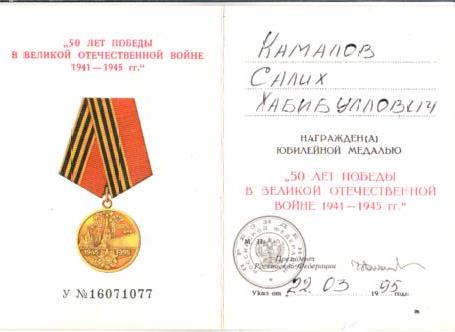 „50 ЛЕТ ПОБЕДЫ
В ВЕЛИКОЙ ОТЕЧЕСТВЕННОЙ ВОЙНЕ
1941—1945 гг.“
1945 1995
У №16071077
Камалов
Салих
Хабибуллович
НАГРАЖДЕН(А)
ЮБИЛЕЙНОЙ МЕДАЛЬЮ
„50 ЛЕТ ПОБЕДЫ
В ВЕЛИКОЙ ОТЕЧЕСТВЕННОЙ
ВОЙНЕ 1941—1945 гг.“
М. П.
Президент
Российской Федерации
Указ от 22.03 1995 года